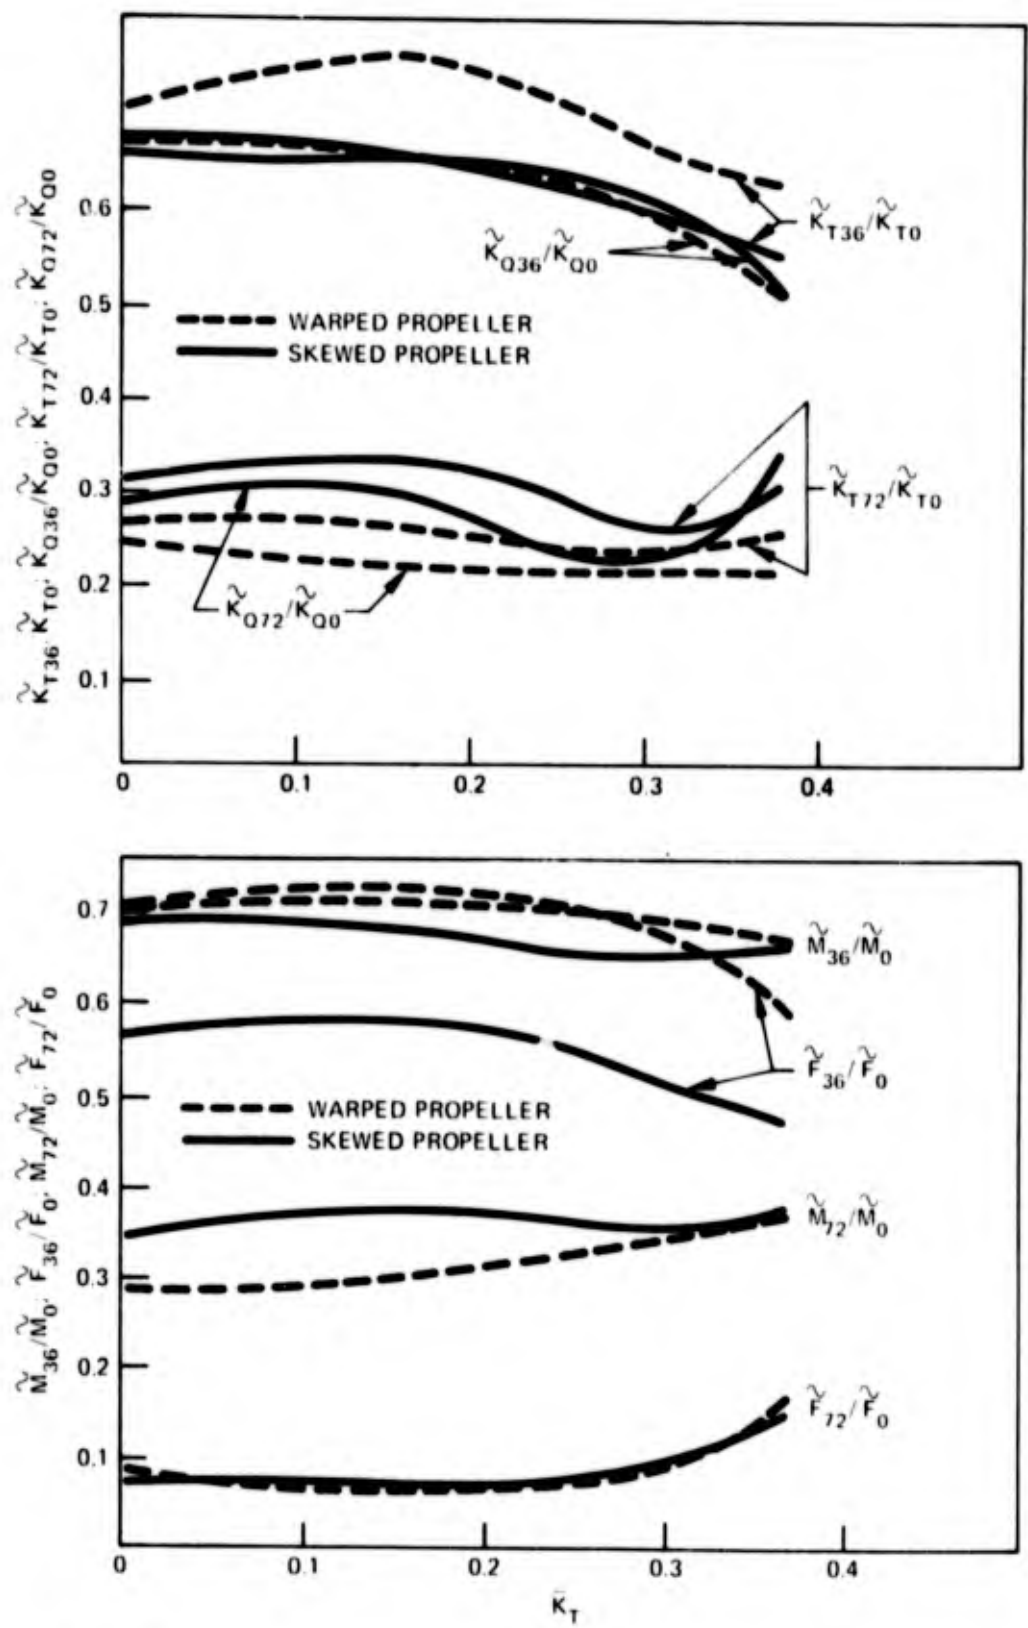 K̃T36/K̃T0; K̃Q36/K̃Q0; K̃T72/K̃T0; K̃Q72/K̃Q0
0.6
0.5
0.4
0.3
0.2
0.1
K̃T36/K̃T0
K̃Q36/K̃Q0
WARPED PROPELLER
SKEWED PROPELLER
K̃T72/K̃T0
K̃Q72/K̃Q0
0 0.1 0.2 0.3 0.4
M̃36/M̃0; F̃36/F̃0; M̃72/M̃0; F̃72/F̃0
0.7
0.6
0.5
0.4
0.3
0.2
0.1
M̃36/M̃0
F̃36/F̃0
WARPED PROPELLER
SKEWED PROPELLER
M̃72/M̃0
F̃72/F̃0
0 0.1 0.2 0.3 0.4
K̄T